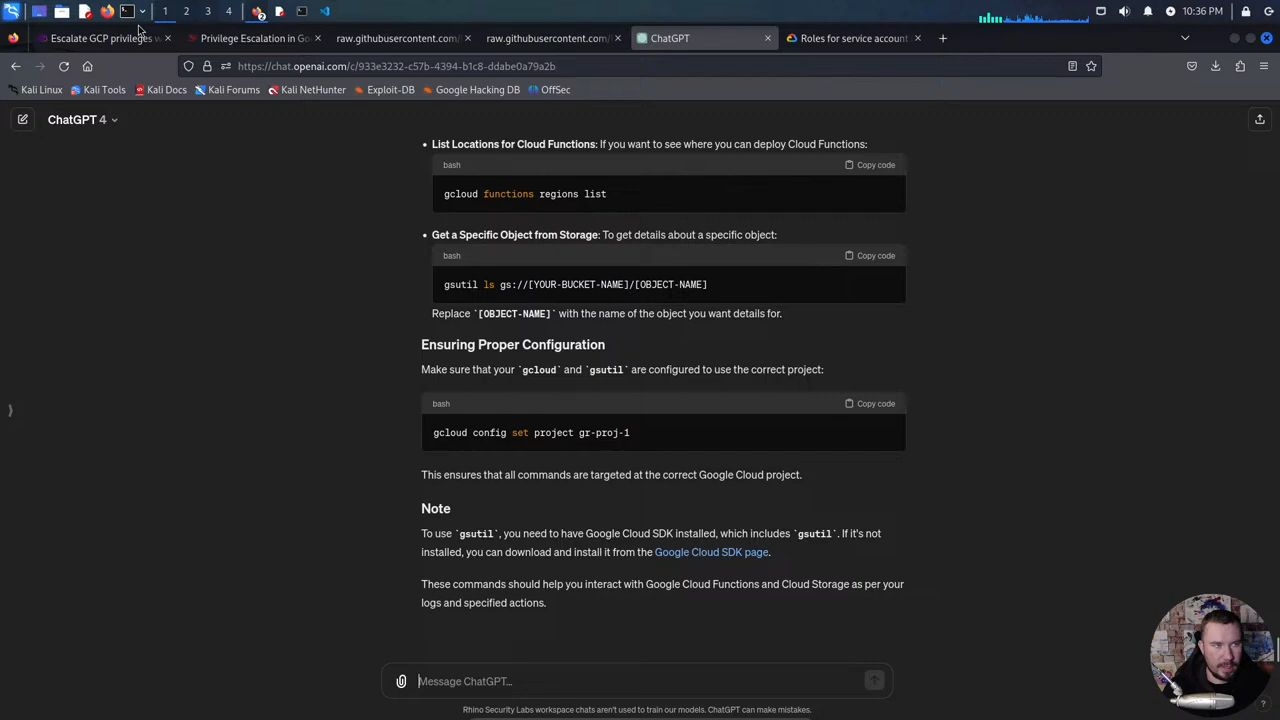 1 2 3 4 2 10:36 PM
Escalate GCP privileges w
Privilege Escalation in Go
raw.githubusercontent.com/
raw.githubusercontent.com/
ChatGPT
Roles for service account
https://chat.openai.com/c/933e3232-c57b-4394-b1c8-ddabe0a79a2b
Kali Linux Kali Tools Kali Docs Kali Forums Kali NetHunter Exploit-DB Google Hacking DB OffSec
ChatGPT 4
• List Locations for Cloud Functions: If you want to see where you can deploy Cloud Functions:
bash Copy code
gcloud functions regions list
• Get a Specific Object from Storage: To get details about a specific object:
bash Copy code
gsutil ls gs://[YOUR-BUCKET-NAME]/[OBJECT-NAME]
Replace `[OBJECT-NAME]` with the name of the object you want details for.
Ensuring Proper Configuration
Make sure that your `gcloud` and `gsutil` are configured to use the correct project:
bash Copy code
gcloud config set project gr-proj-1
This ensures that all commands are targeted at the correct Google Cloud project.
Note
To use `gsutil`, you need to have Google Cloud SDK installed, which includes `gsutil`. If it's not
installed, you can download and install it from the Google Cloud SDK page.
These commands should help you interact with Google Cloud Functions and Cloud Storage as per your
logs and specified actions.
Message ChatGPT...
Rhino Security Labs workspace chats aren't used to train our models. ChatGPT can make mistakes.